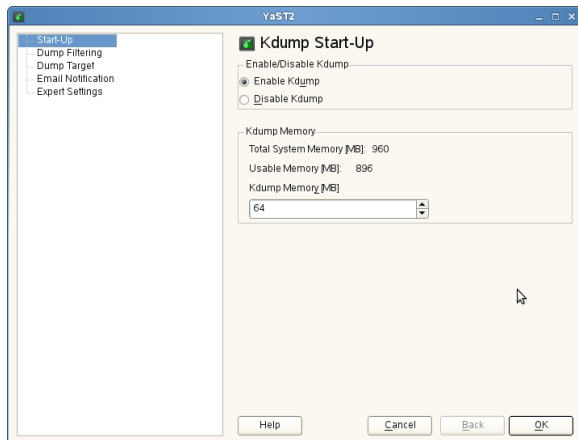 YaST2
Start-Up
Dump Filtering
Dump Target
Email Notification
Expert Settings
Kdump Start-Up
Enable/Disable Kdump
Enable Kdump
Disable Kdump
Kdump Memory
Total System Memory [MB]: 960
Usable Memory [MB]: 896
Kdump Memory [MB]
64
Help
Cancel
Back
OK